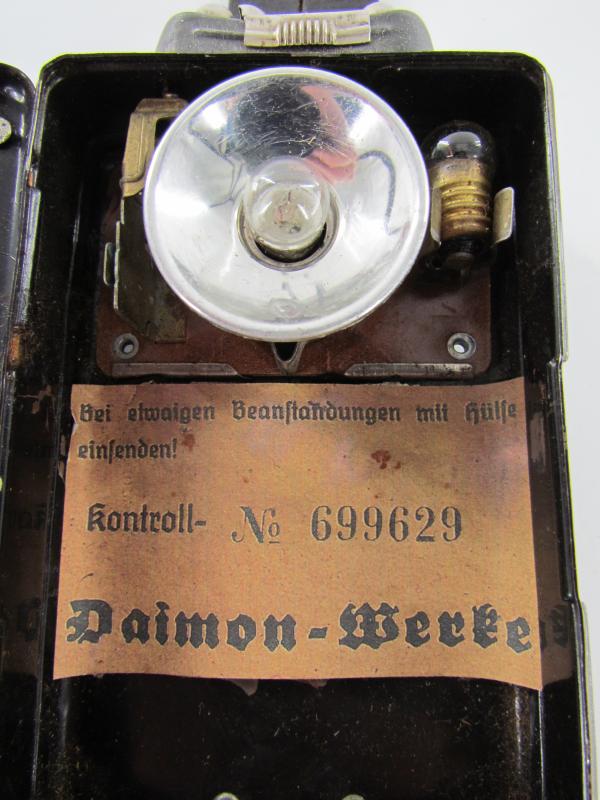 Bei etwaigen Beanstandungen mit Hülse
einsenden!
Kontroll- № 699629
Daimon-Werke